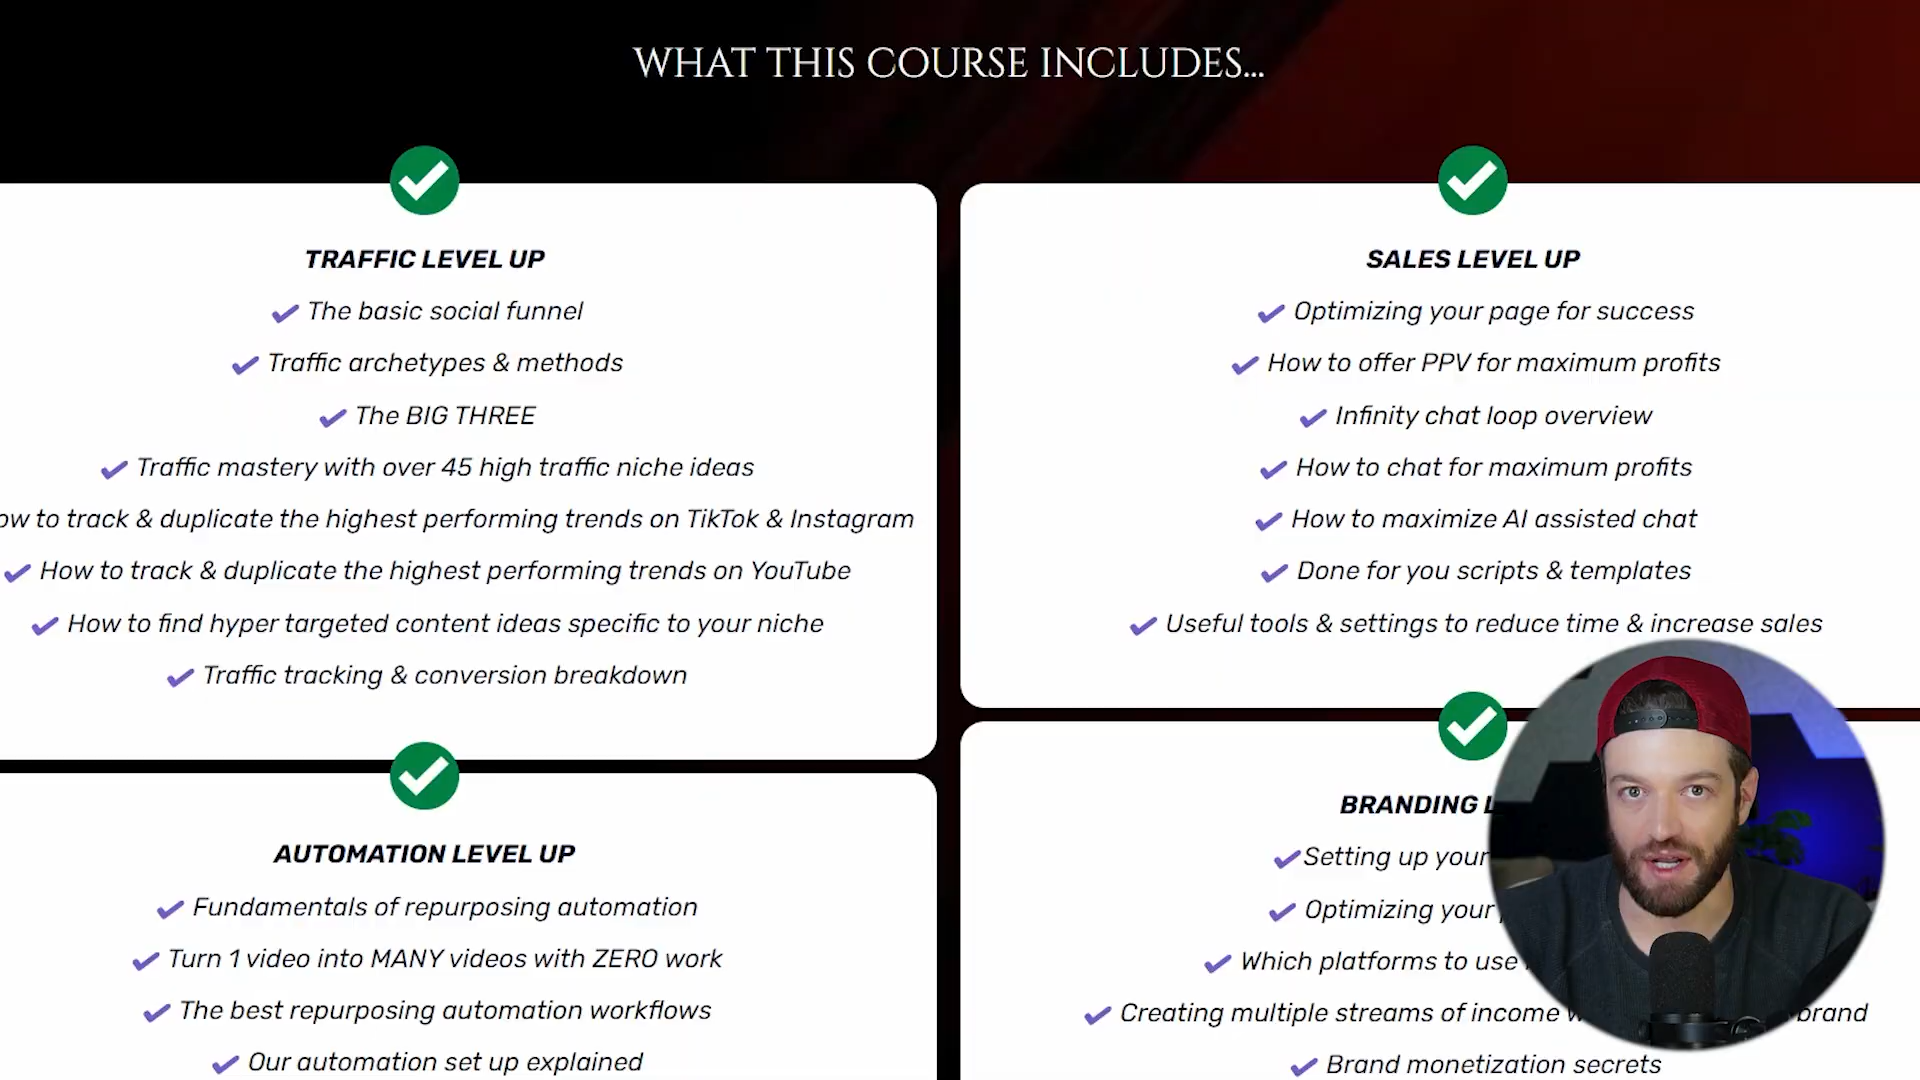 WHAT THIS COURSE INCLUDES...
TRAFFIC LEVEL UP
The basic social funnel
Traffic archetypes & methods
The BIG THREE
Traffic mastery with over 45 high traffic niche ideas
ow to track & duplicate the highest performing trends on TikTok & Instagram
How to track & duplicate the highest performing trends on YouTube
How to find hyper targeted content ideas specific to your niche
Traffic tracking & conversion breakdown
SALES LEVEL UP
Optimizing your page for success
How to offer PPV for maximum profits
Infinity chat loop overview
How to chat for maximum profits
How to maximize AI assisted chat
Done for you scripts & templates
Useful tools & settings to reduce time & increase sales
AUTOMATION LEVEL UP
Fundamentals of repurposing automation
Turn 1 video into MANY videos with ZERO work
The best repurposing automation workflows
Our automation set up explained
BRANDING L
Setting up your
Optimizing your
Which platforms to use
Creating multiple streams of income brand
Brand monetization secrets